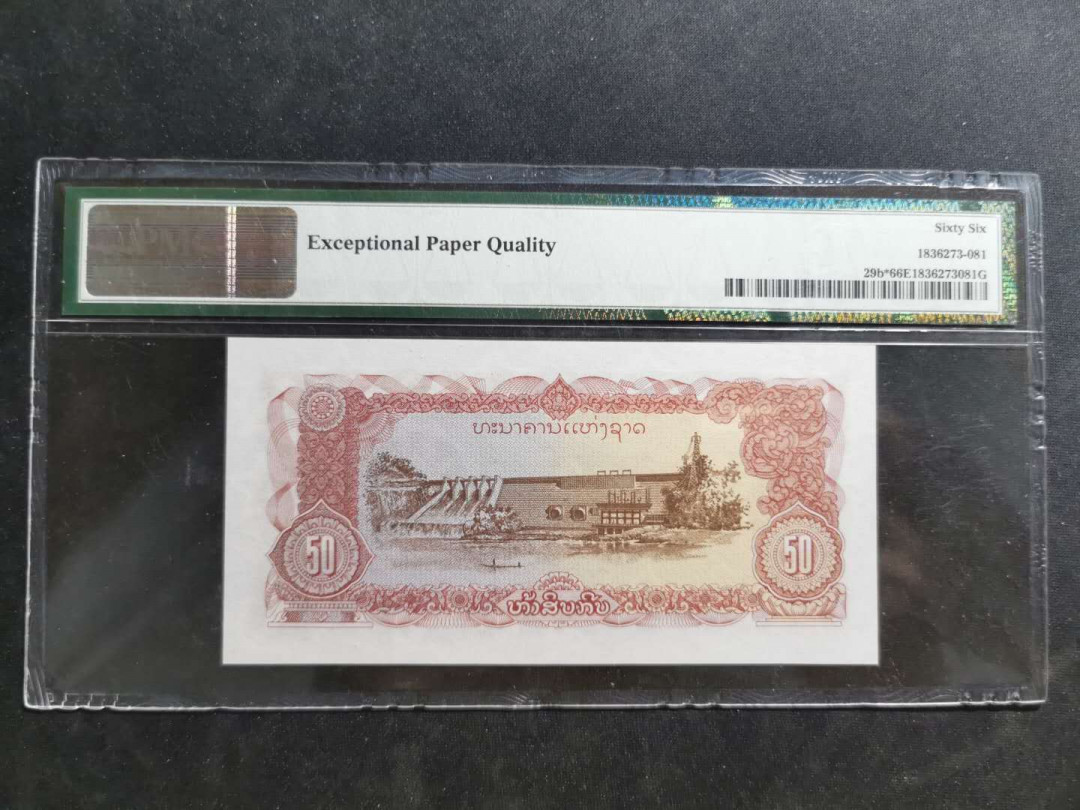 PMG
Exceptional Paper Quality
Sixty Six
1836273-081
29b*66E1836273081G
ທະນາຄານແຫ່ງຊາດ
50
50
ຫ້າສິບກີບ